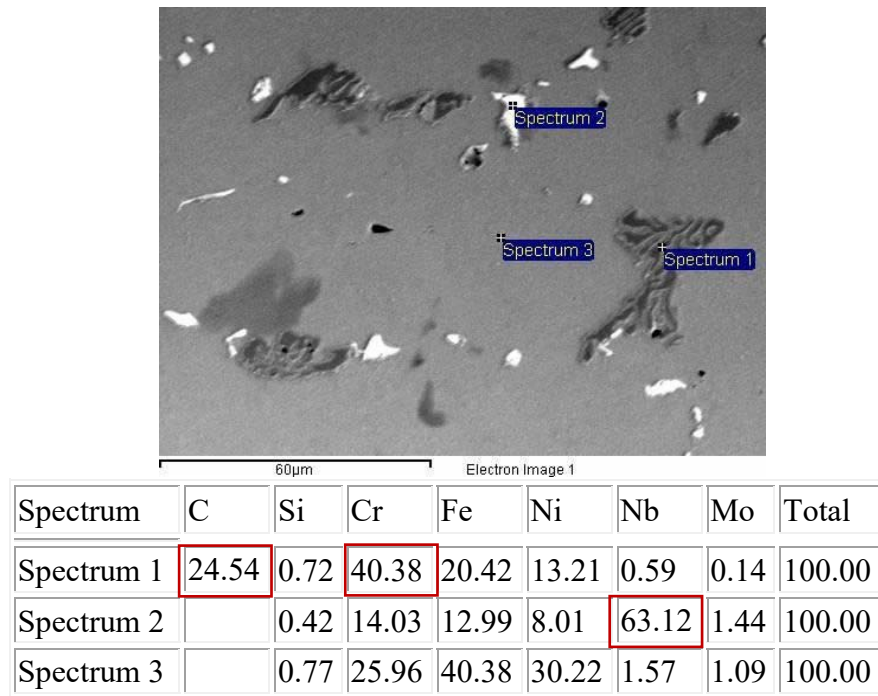 Spectrum 2
Spectrum 3
Spectrum 1
60µm Electron Image 1
Spectrum C Si Cr Fe Ni Nb Mo Total
Spectrum 1 24.54 0.72 40.38 20.42 13.21 0.59 0.14 100.00
Spectrum 2 0.42 14.03 12.99 8.01 63.12 1.44 100.00
Spectrum 3 0.77 25.96 40.38 30.22 1.57 1.09 100.00